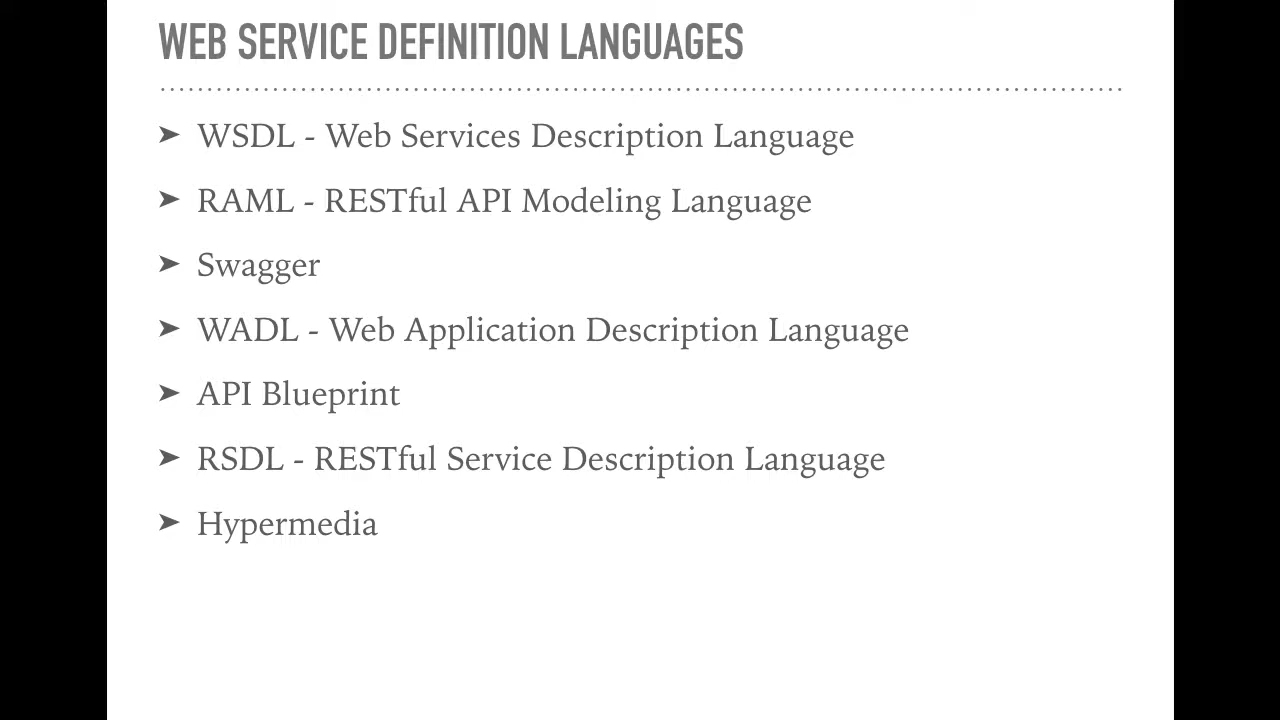 WEB SERVICE DEFINITION LANGUAGES
➤ WSDL - Web Services Description Language
➤ RAML - RESTful API Modeling Language
➤ Swagger
➤ WADL - Web Application Description Language
➤ API Blueprint
➤ RSDL - RESTful Service Description Language
➤ Hypermedia